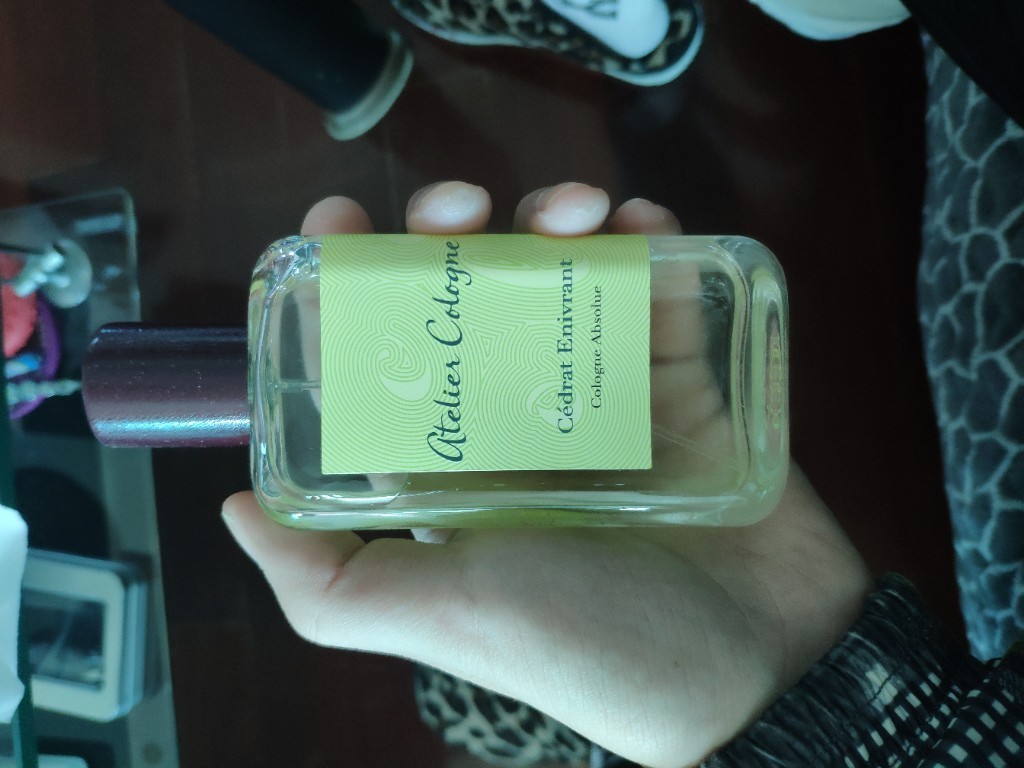 Atelier Cologne
Cédrat Enivrant
Cologne Absolue